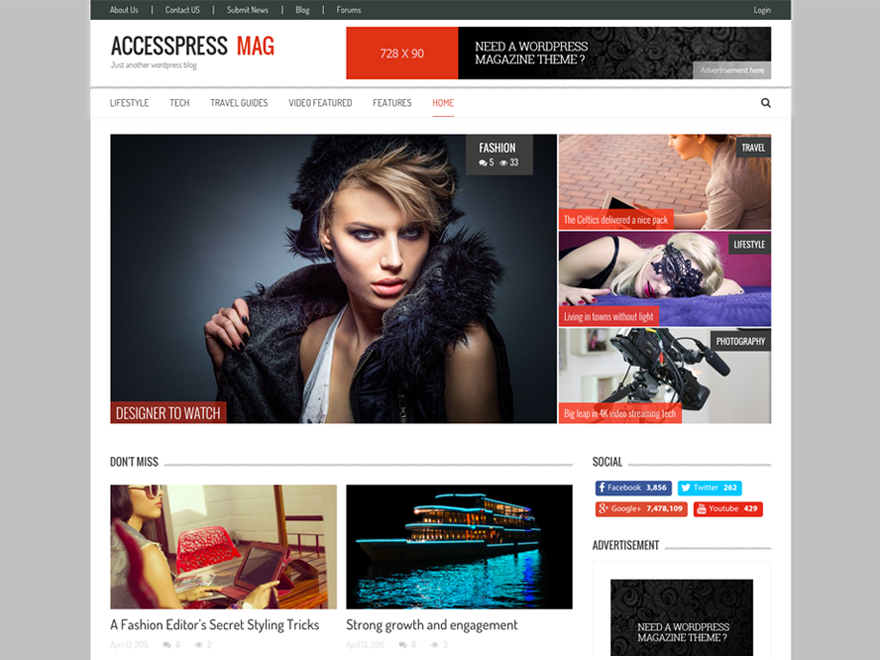 About Us | Contact US | Submit News | Blog | Forums
Login
ACCESSPRESS MAG
Just another wordpress blog
728 X 90
NEED A WORDPRESS
MAGAZINE THEME ?
Advertisement here
LIFESTYLE TECH TRAVEL GUIDES VIDEO FEATURED FEATURES HOME
FASHION
5 33
DESIGNER TO WATCH
TRAVEL
The Celtics delivered a nice pack
LIFESTYLE
Living in towns without light
PHOTOGRAPHY
Big leap in 4K video streaming tech
DON'T MISS
A Fashion Editor's Secret Styling Tricks
April 13, 2015 0 2
Strong growth and engagement
April 13, 2015 0 3
SOCIAL
Facebook 3,856
Twitter 262
Google+ 7,478,109
Youtube 429
ADVERTISEMENT
NEED A WORDPRESS
MAGAZINE THEME ?